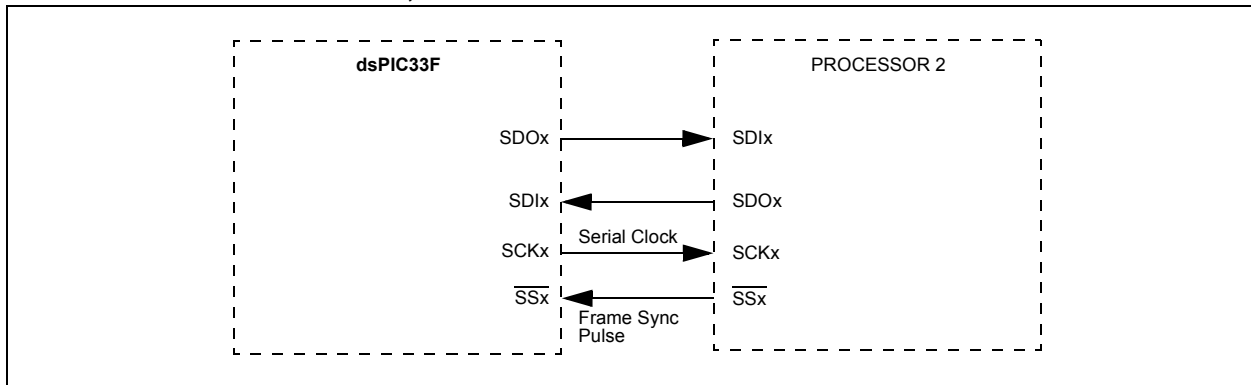 dsPIC33F
PROCESSOR 2
SDOx
SDIx
SDIx
SDOx
SCKx
Serial Clock
SCKx
SSx
Frame Sync
Pulse
SSx